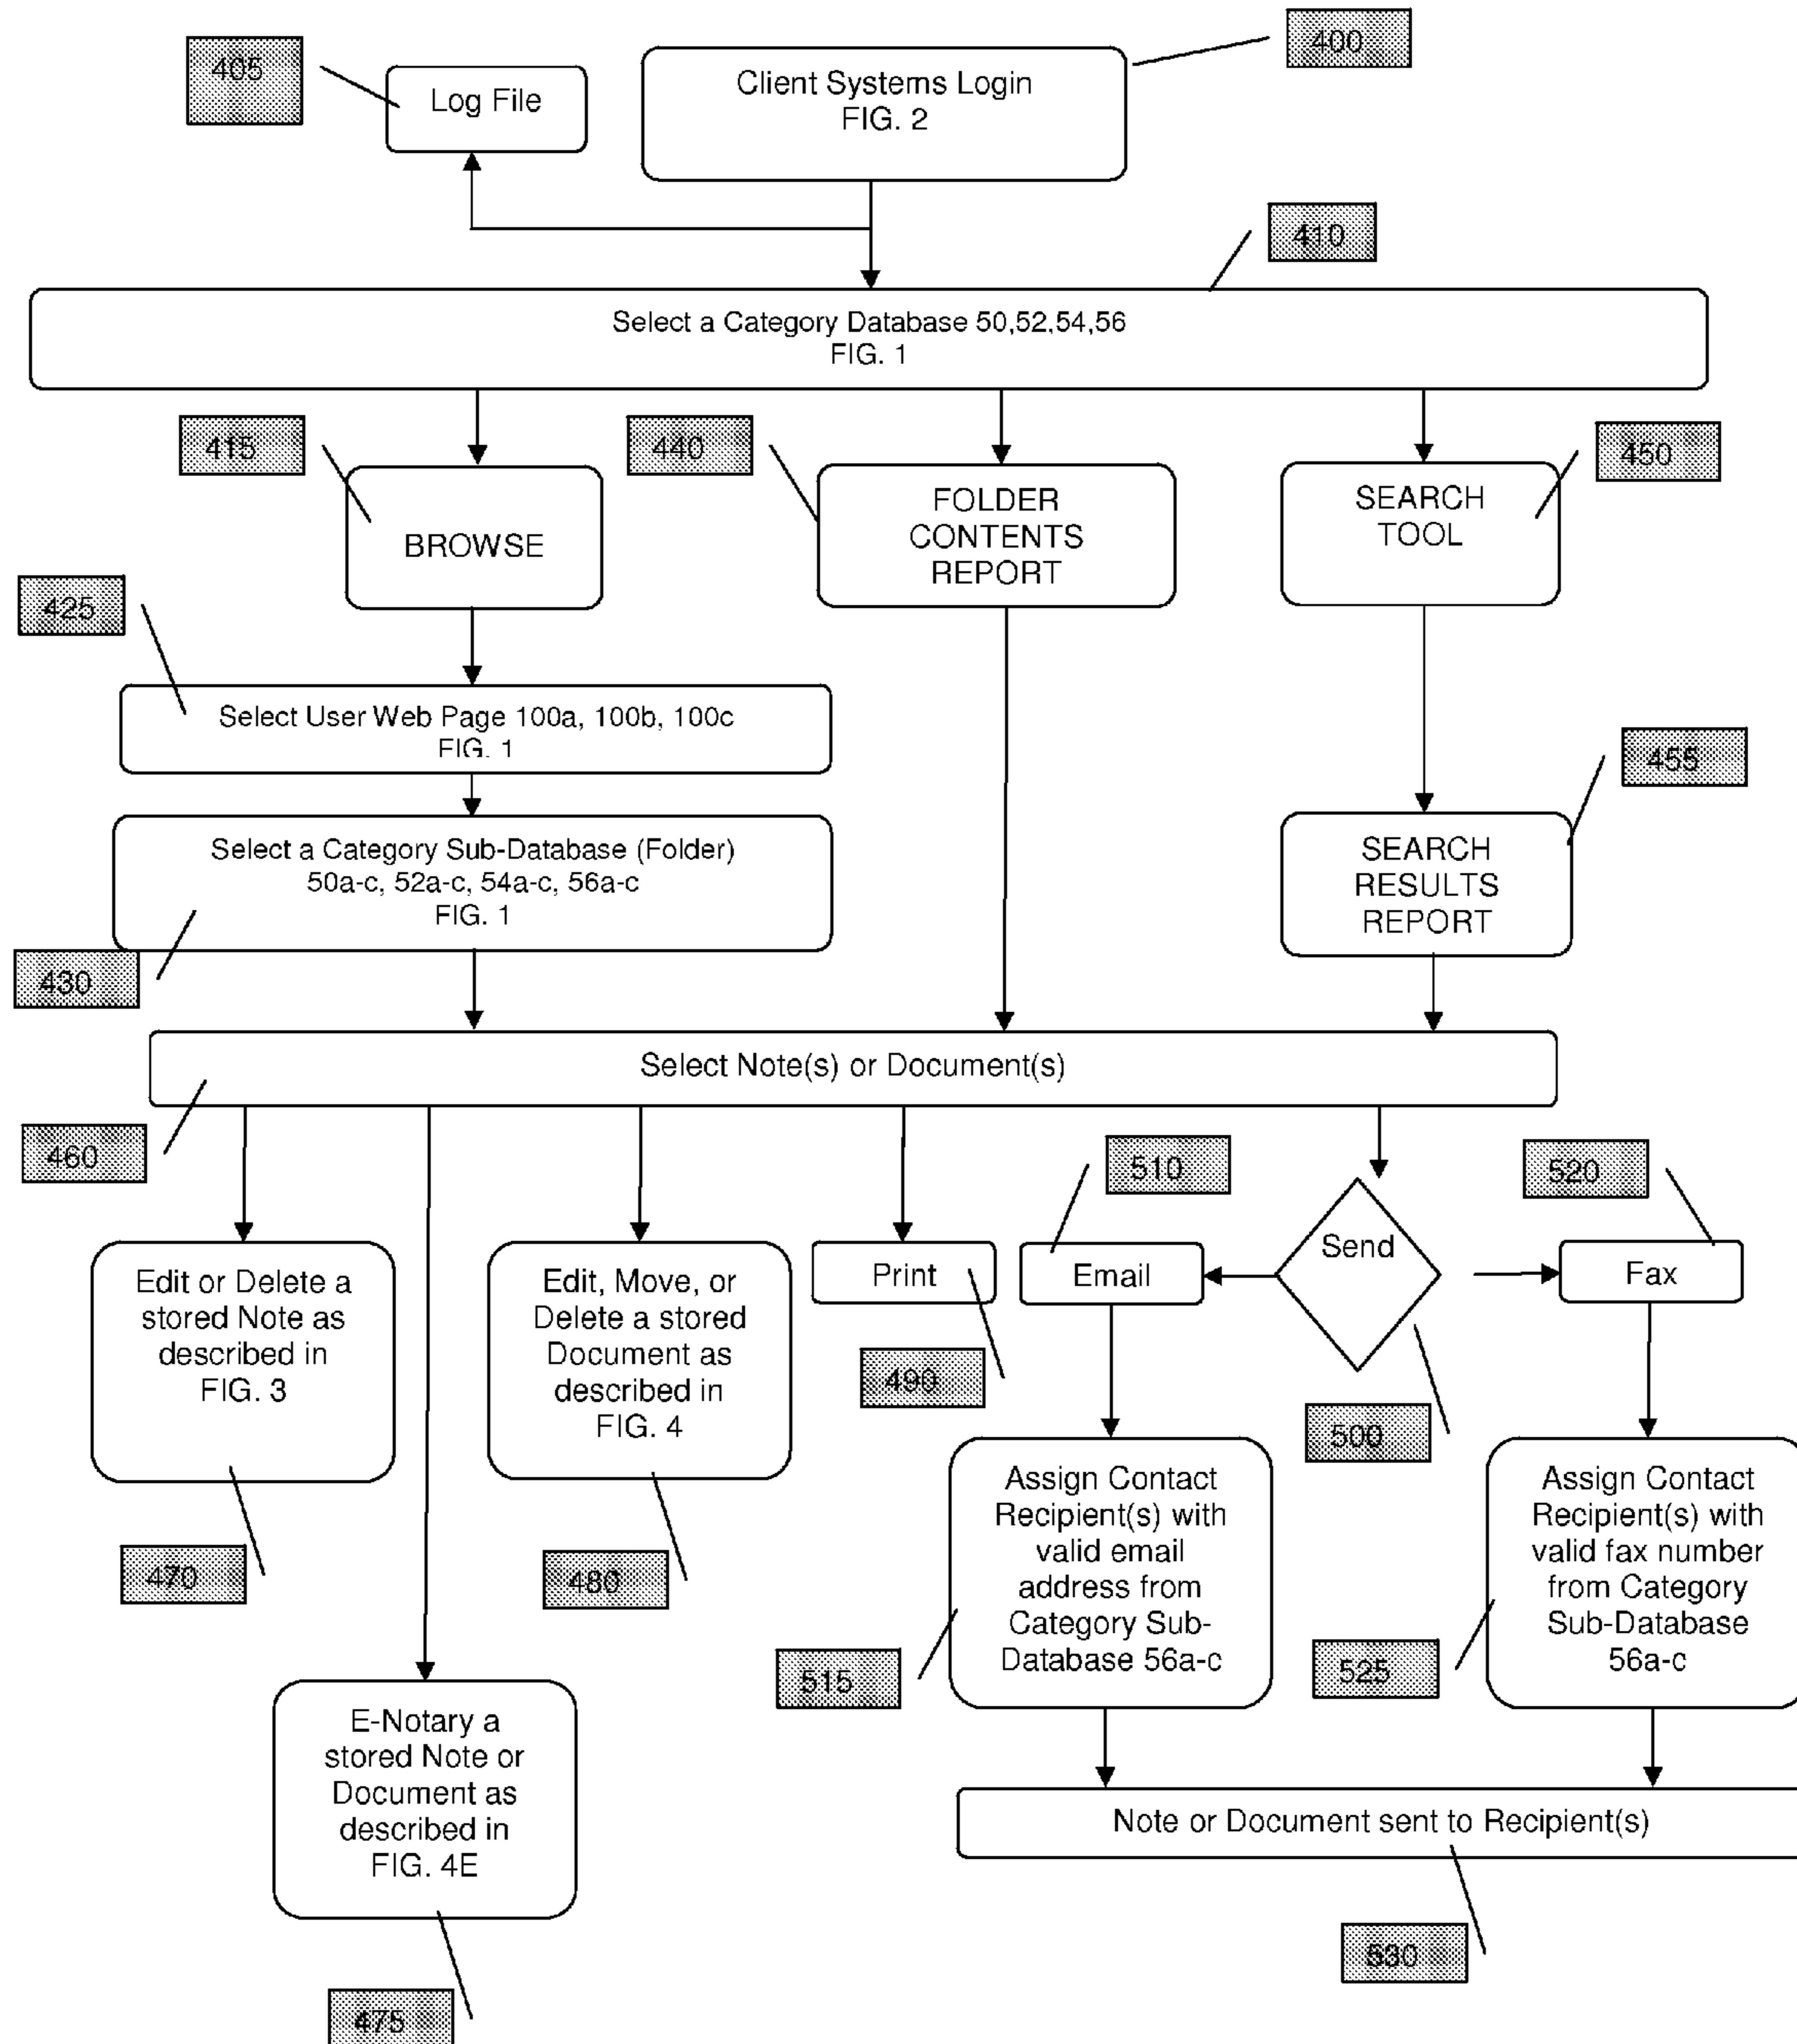 405
Log File
Client Systems Login
FIG. 2
400
410
Select a Category Database 50,52,54,56
FIG. 1
415
BROWSE
440
FOLDER
CONTENTS
REPORT
SEARCH
TOOL
450
425
Select User Web Page 100a, 100b, 100c
FIG. 1
Select a Category Sub-Database (Folder)
50a-c, 52a-c, 54a-c, 56a-c
FIG. 1
430
455
SEARCH
RESULTS
REPORT
Select Note(s) or Document(s)
460
510
520
Edit or Delete a
stored Note as
described in
FIG. 3
Edit, Move, or
Delete a stored
Document as
described in
FIG. 4
Print
Email
Send
Fax
490
500
470
480
Assign Contact
Recipient(s) with
valid email
address from
Category Sub-
Database 56a-c
515
Assign Contact
Recipient(s) with
valid fax number
from Category
Sub-Database
56a-c
525
E-Notary a
stored Note or
Document as
described in
FIG. 4E
Note or Document sent to Recipient(s)
530
475